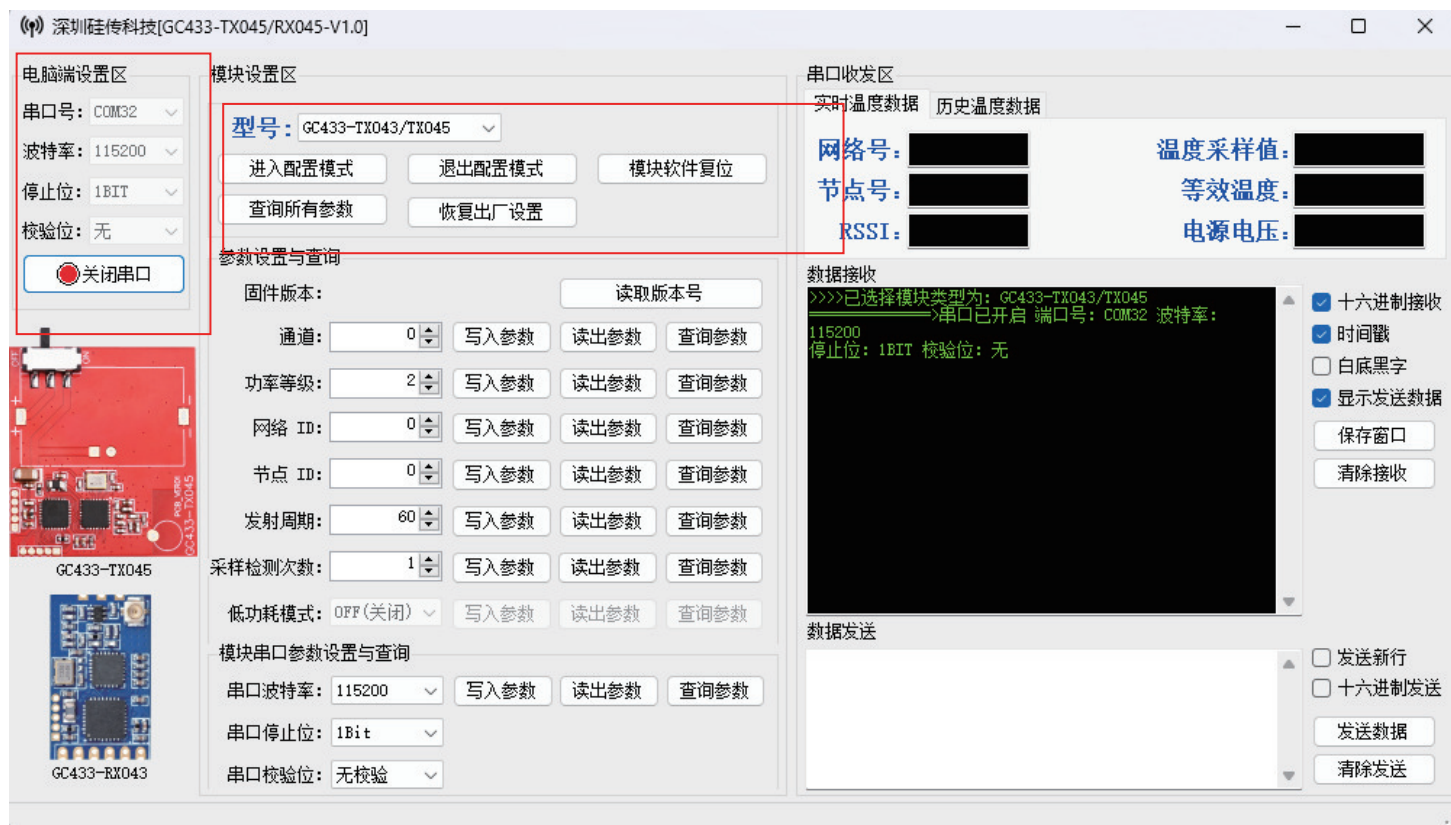 深圳硅传科技[GC433-TX045/RX045-V1.0]
电脑端设置区
串口号: COM32
波特率: 115200
停止位: 1BIT
校验位: 无
关闭串口
OFF
ON
PCB_VER01
GC433-TX045
GC433-TX045
GC433-RX043
模块设置区
型号: GC433-TX043/TX045
进入配置模式 退出配置模式 模块软件复位
查询所有参数 恢复出厂设置
参数设置与查询
固件版本: 读取版本号
通道: 0 写入参数 读出参数 查询参数
功率等级: 2 写入参数 读出参数 查询参数
网络 ID: 0 写入参数 读出参数 查询参数
节点 ID: 0 写入参数 读出参数 查询参数
发射周期: 60 写入参数 读出参数 查询参数
采样检测次数: 1 写入参数 读出参数 查询参数
低功耗模式: OFF(关闭) 写入参数 读出参数 查询参数
模块串口参数设置与查询
串口波特率: 115200 写入参数 读出参数 查询参数
串口停止位: 1Bit
串口校验位: 无校验
串口收发区
实时温度数据 历史温度数据
网络号: 温度采样值:
节点号: 等效温度:
RSSI: 电源电压:
数据接收
>>>>已选择模块类型为: GC433-TX043/TX045
═══════════>串口已开启 端口号: COM32 波特率:
115200
停止位: 1BIT 校验位: 无
十六进制接收
时间戳
白底黑字
显示发送数据
保存窗口
清除接收
数据发送
发送新行
十六进制发送
发送数据
清除发送